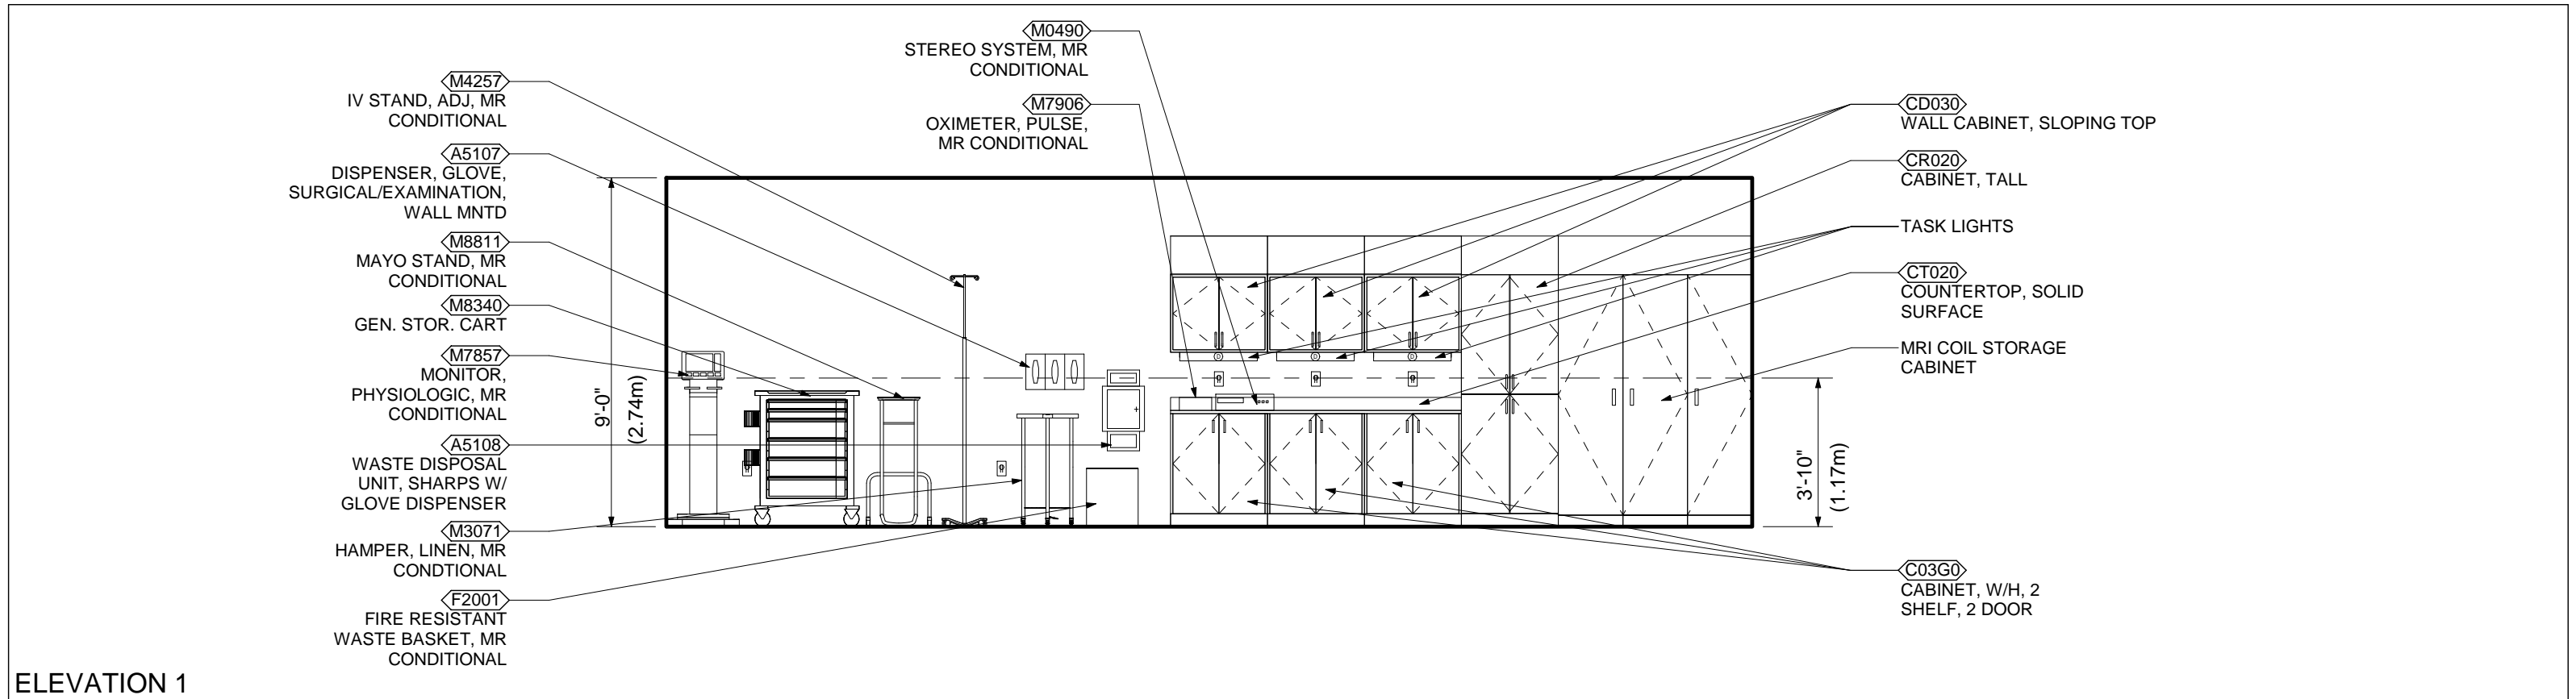 M0490
STEREO SYSTEM, MR
CONDITIONAL
M4257
IV STAND, ADJ, MR
CONDITIONAL
M7906
OXIMETER, PULSE,
MR CONDITIONAL
A5107
DISPENSER, GLOVE,
SURGICAL/EXAMINATION,
WALL MNTD
M8811
MAYO STAND, MR
CONDITIONAL
M8340
GEN. STOR. CART
M7857
MONITOR,
PHYSIOLOGIC, MR
CONDITIONAL
A5108
WASTE DISPOSAL
UNIT, SHARPS W/
GLOVE DISPENSER
M3071
HAMPER, LINEN, MR
CONDTIONAL
F2001
FIRE RESISTANT
WASTE BASKET, MR
CONDITIONAL
9'-0"
(2.74m)
CD030
WALL CABINET, SLOPING TOP
CR020
CABINET, TALL
TASK LIGHTS
CT020
COUNTERTOP, SOLID
SURFACE
MRI COIL STORAGE
CABINET
3'-10"
(1.17m)
C03G0
CABINET, W/H, 2
SHELF, 2 DOOR
ELEVATION 1